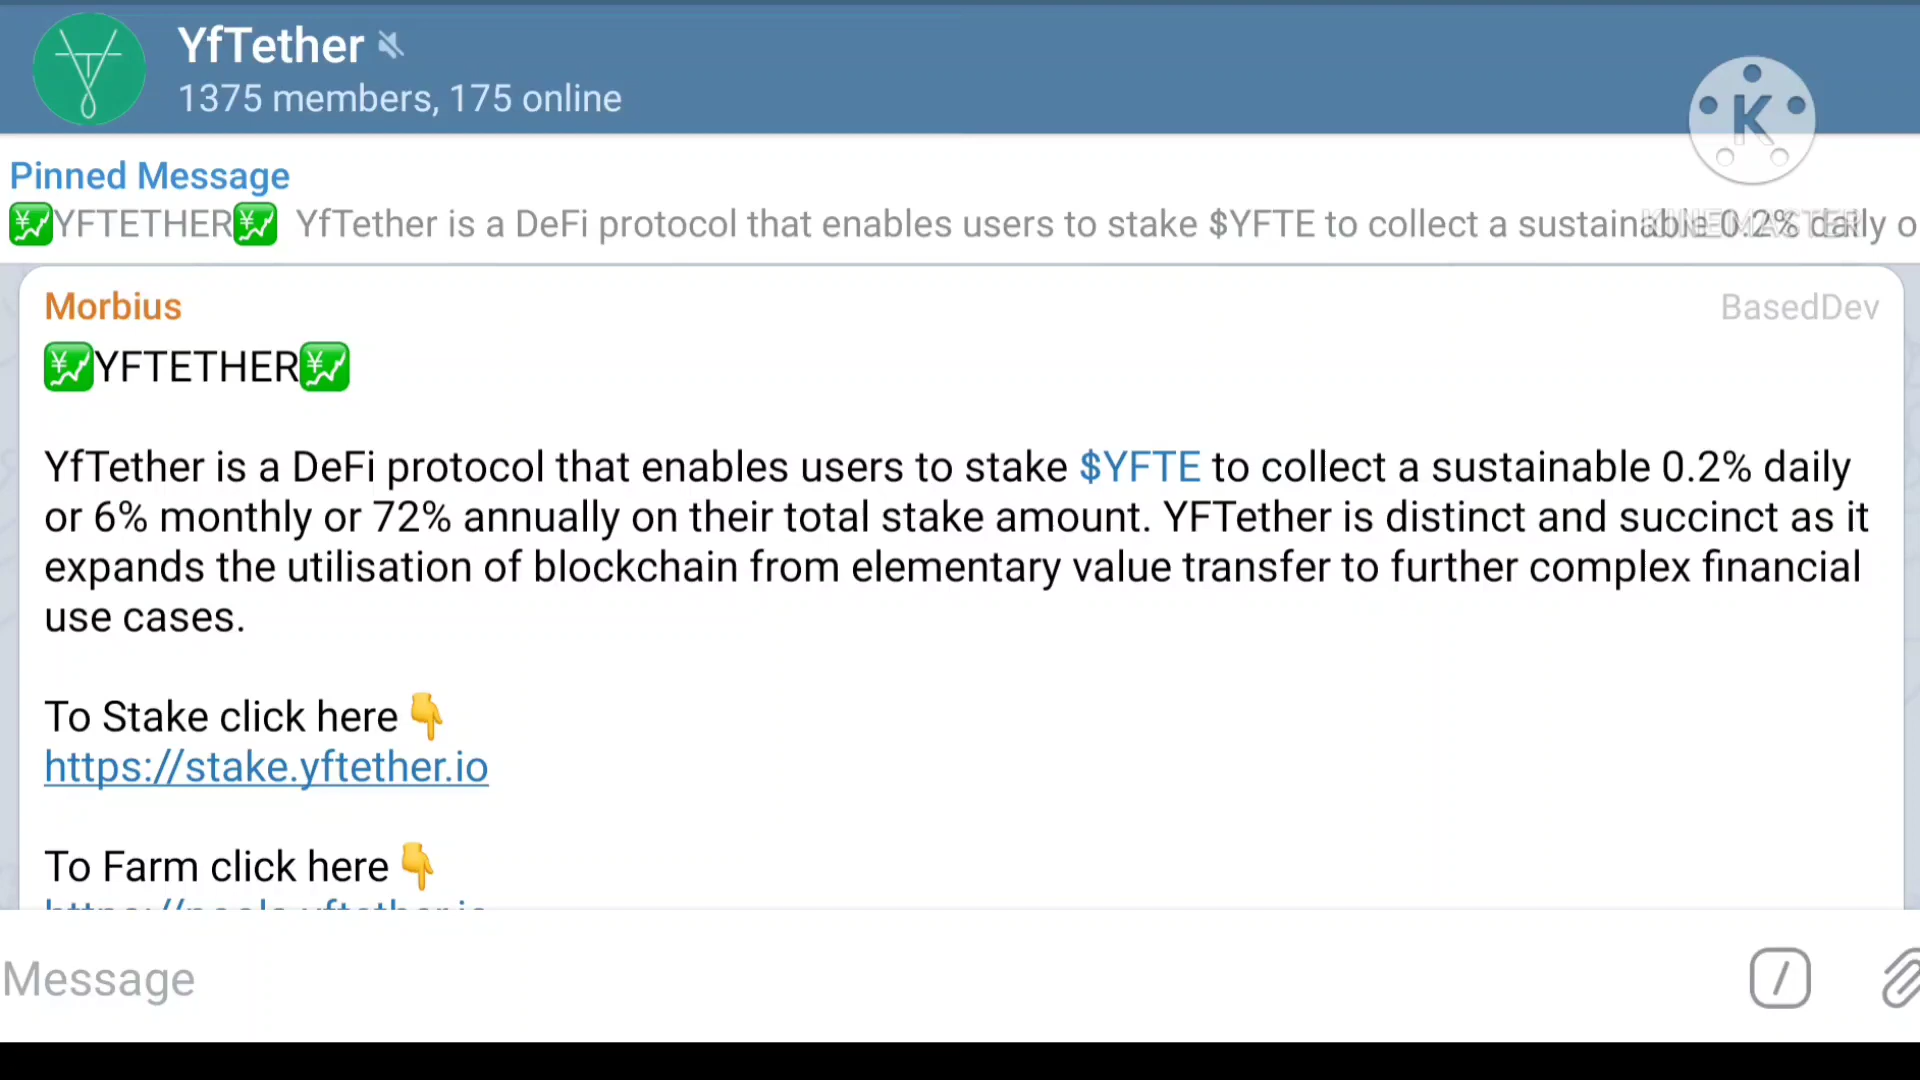 YfTether
1375 members, 175 online
K
Pinned Message
💹YFTETHER💹 YfTether is a DeFi protocol that enables users to stake $YFTE to collect a sustainable 0.2% daily o
KINEMASTER
Morbius
BasedDev
💹YFTETHER💹
YfTether is a DeFi protocol that enables users to stake $YFTE to collect a sustainable 0.2% daily
or 6% monthly or 72% annually on their total stake amount. YFTether is distinct and succinct as it
expands the utilisation of blockchain from elementary value transfer to further complex financial
use cases.
To Stake click here👇
https://stake.yftether.io
To Farm click here👇
Message
/